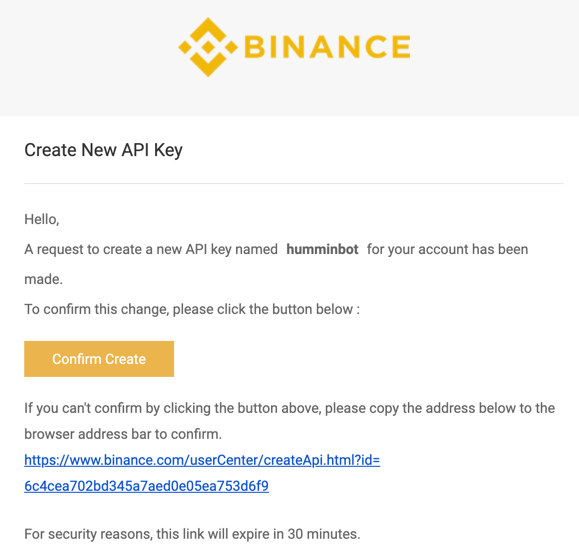 BINANCE
Create New API Key
Hello,
A request to create a new API key named humminbot for your account has been
made.
To confirm this change, please click the button below :
Confirm Create
If you can't confirm by clicking the button above, please copy the address below to the
browser address bar to confirm.
https://www.binance.com/userCenter/createApi.html?id=
6c4cea702bd345a7aed0e05ea753d6f9
For security reasons, this link will expire in 30 minutes.